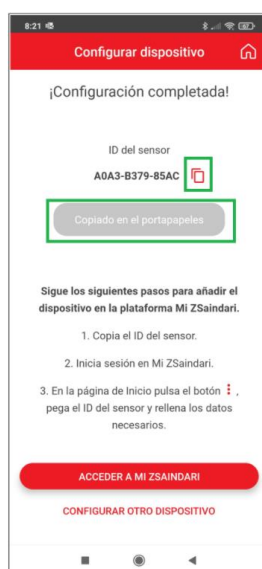 8:21
Configurar dispositivo
¡Configuración completada!
ID del sensor
A0A3-B379-85AC
Copiado en el portapapeles
Sigue los siguientes pasos para añadir el
dispositivo en la plataforma Mi ZSaindari.
1. Copia el ID del sensor.
2. Inicia sesión en Mi ZSaindari.
3. En la página de Inicio pulsa el botón ⋮ ,
pega el ID del sensor y rellena los datos
necesarios.
ACCEDER A MI ZSAINDARI
CONFIGURAR OTRO DISPOSITIVO